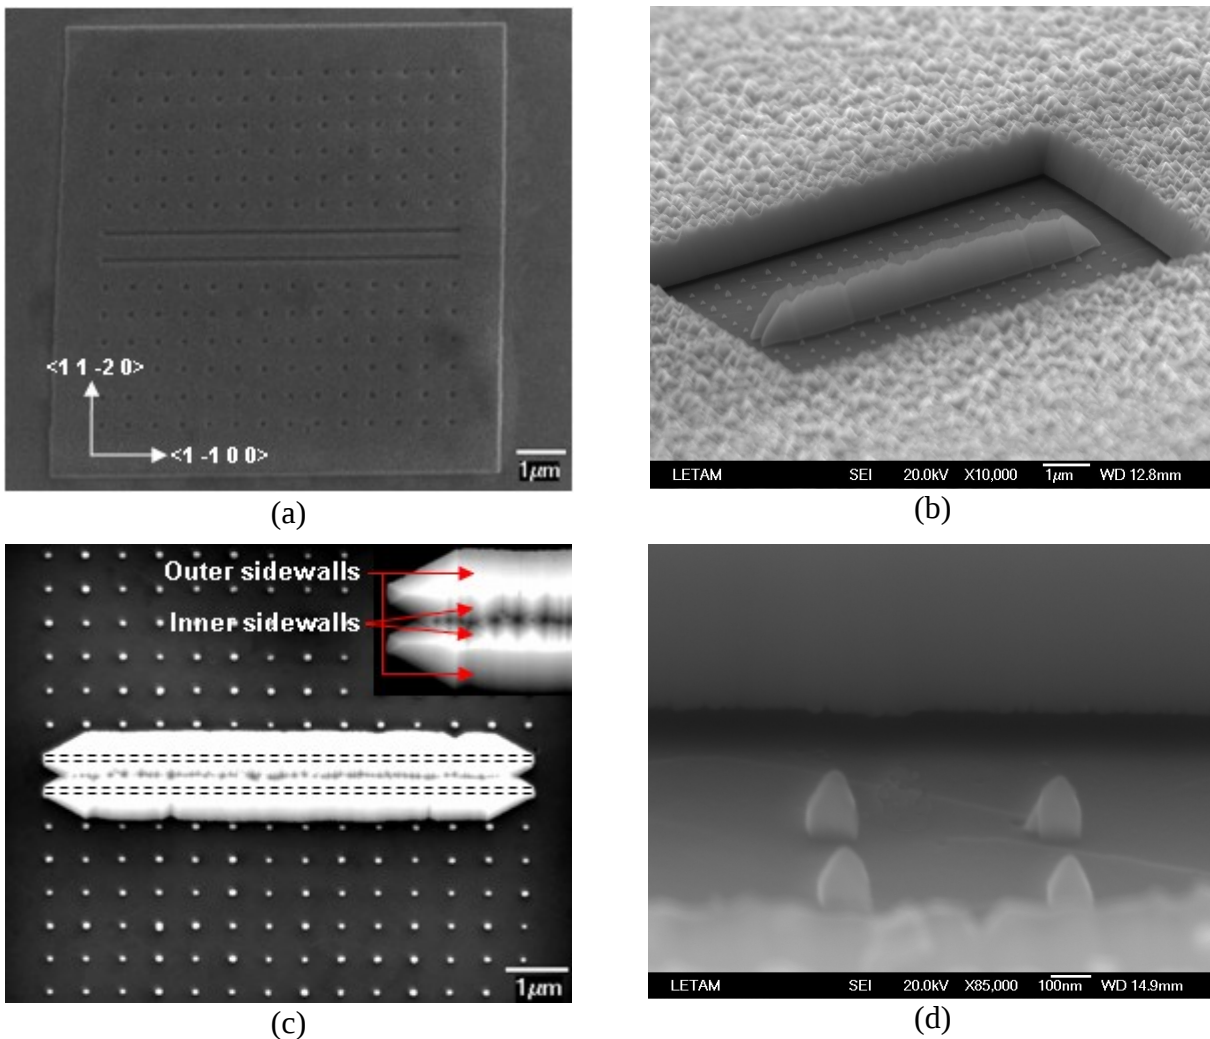 <1 1 -2 0>
<1 -1 0 0>
1μm
(a)
LETAM SEI 20.0kV X10,000 1μm WD 12.8mm
(b)
Outer sidewalls
Inner sidewalls
1μm
(c)
LETAM SEI 20.0kV X85,000 100nm WD 14.9mm
(d)